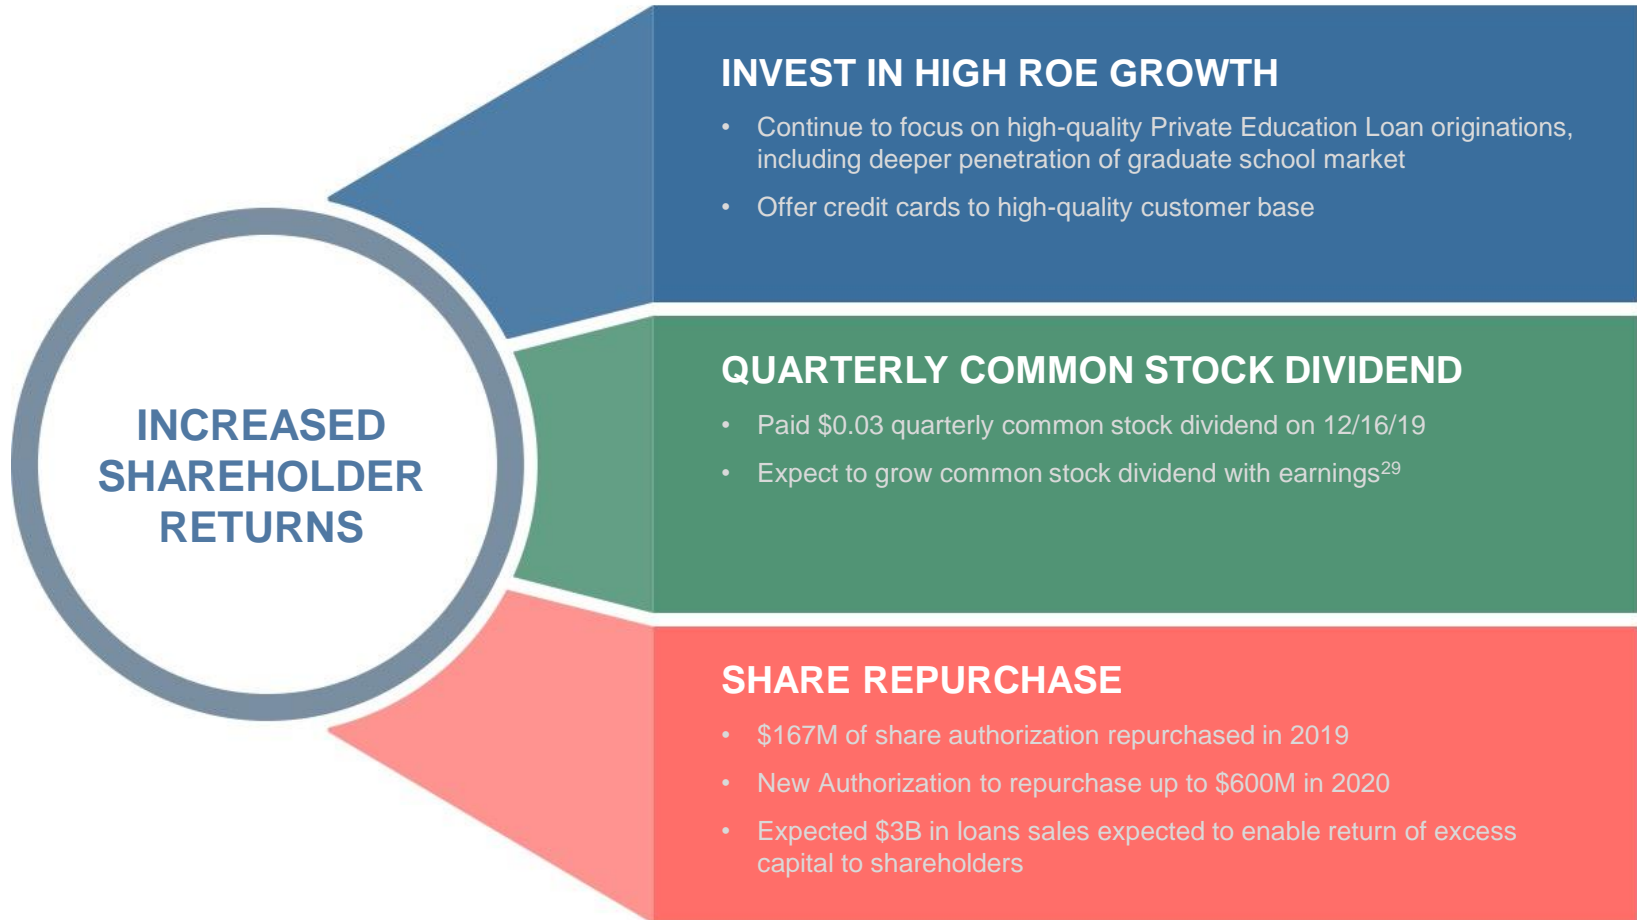 INCREASED
SHAREHOLDER
RETURNS
INVEST IN HIGH ROE GROWTH
• Continue to focus on high-quality Private Education Loan originations,
including deeper penetration of graduate school market
• Offer credit cards to high-quality customer base
QUARTERLY COMMON STOCK DIVIDEND
• Paid $0.03 quarterly common stock dividend on 12/16/19
• Expect to grow common stock dividend with earnings²⁹
SHARE REPURCHASE
• $167M of share authorization repurchased in 2019
• New Authorization to repurchase up to $600M in 2020
• Expected $3B in loans sales expected to enable return of excess
capital to shareholders